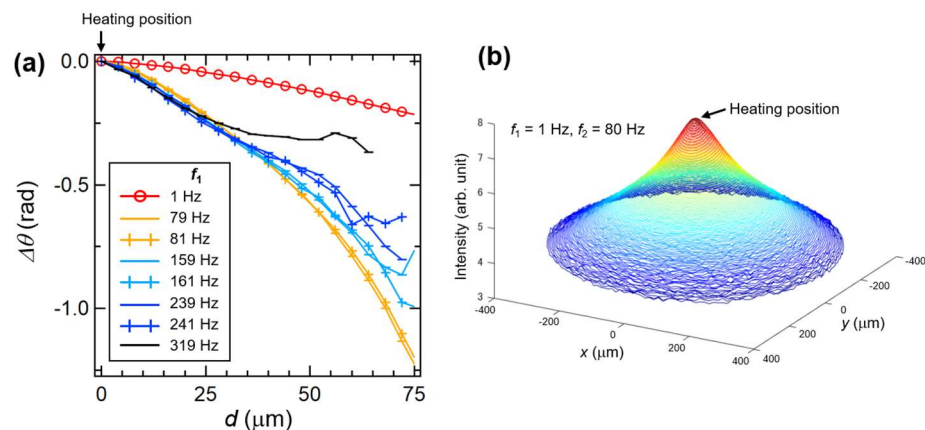 Heating position
(a)
0.0
-0.5
-1.0
Δθ (rad)
f₁
1 Hz
79 Hz
81 Hz
159 Hz
161 Hz
239 Hz
241 Hz
319 Hz
0 25 50 75
d (μm)
(b)
Heating position
f₁ = 1 Hz, f₂ = 80 Hz
Intensity (arb. unit)
8
7
6
5
4
3
-400
-200
0
200
400
x (μm)
-400
-200
0
200
400
y (μm)